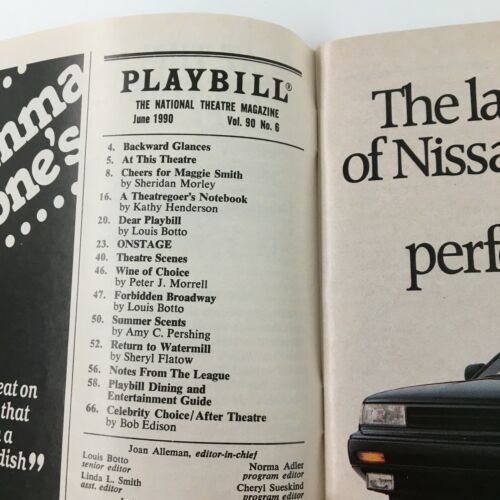 PLAYBILL®
THE NATIONAL THEATRE MAGAZINE
June 1990 Vol. 90 No. 6
4. Backward Glances
5. At This Theatre
8. Cheers for Maggie Smith
by Sheridan Morley
16. A Theatregoer's Notebook
by Kathy Henderson
20. Dear Playbill
by Louis Botto
23. ONSTAGE
40. Theatre Scenes
46. Wine of Choice
by Peter J. Morrell
47. Forbidden Broadway
by Louis Botto
50. Summer Scents
by Amy C. Pershing
52. Return to Watermill
by Sheryl Flatow
56. Notes From The League
58. Playbill Dining and
Entertainment Guide
66. Celebrity Choice/After Theatre
by Bob Edison
Joan Alleman, editor-in-chief
Louis Botto
senior editor
Linda L. Smith
asst. editor
Norma Adler
program editor
Cheryl Sueskind
program editor
mma
one's
eat on
that
a
dish”
The la
of Nissa
perfo